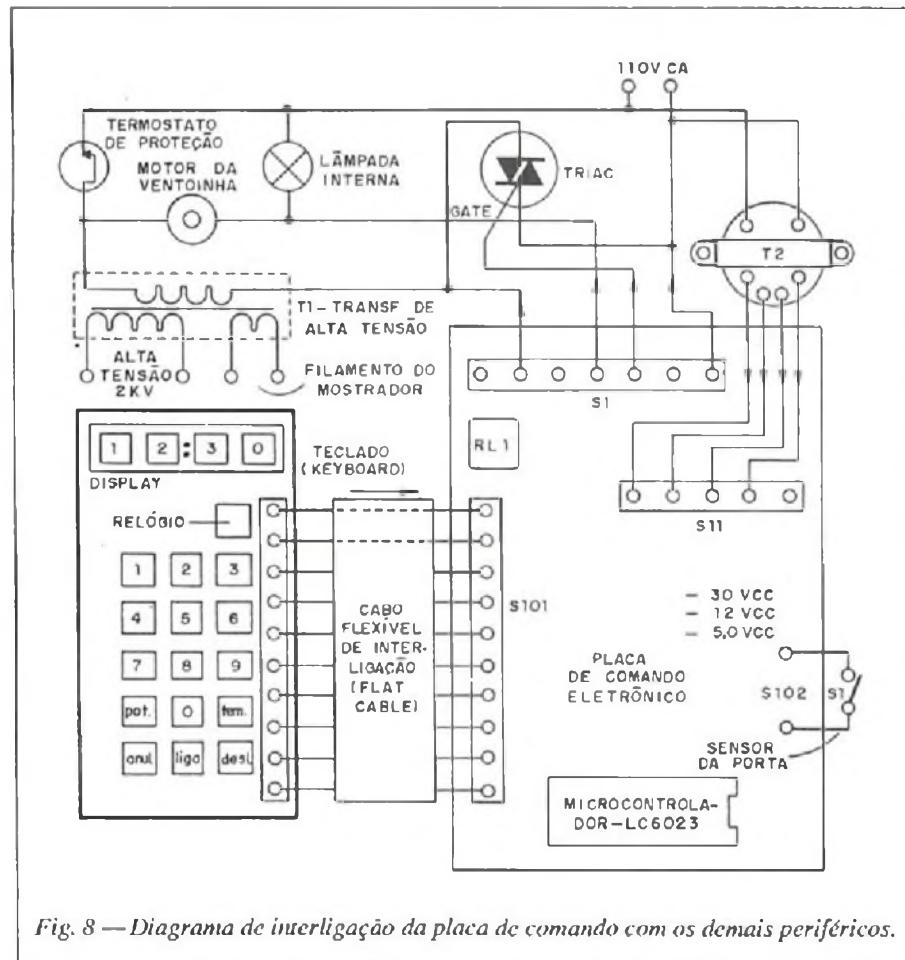 110V CA
TERMOSTATO
DE PROTEÇÃO
MOTOR DA
VENTOINHA
LÂMPADA
INTERNA
TRIAC
GATE
T2
T1-TRANSF DE
ALTA TENSÃO
ALTA
TENSÃO
2KV
FILAMENTO DO
MOSTRADOR
S1
RL1
S11
1 2:3 0
DISPLAY
TECLADO
(KEYBOARD)
RELÓGIO
1 2 3
4 5 6
7 8 9
pot. 0 tem.
anul liga desl.
CABO
FLEXÍVEL
DE INTER-
LIGAÇÃO
(FLAT
CABLE)
S101
- 30 VCC
- 12 VCC
- 5,0 VCC
PLACA
DE COMANDO
ELETRÔNICO
S102
S1
SENSOR
DA PORTA
MICROCONTROLA-
DOR-LC6023
Fig. 8 — Diagrama de interligação da placa de comando com os demais periféricos.